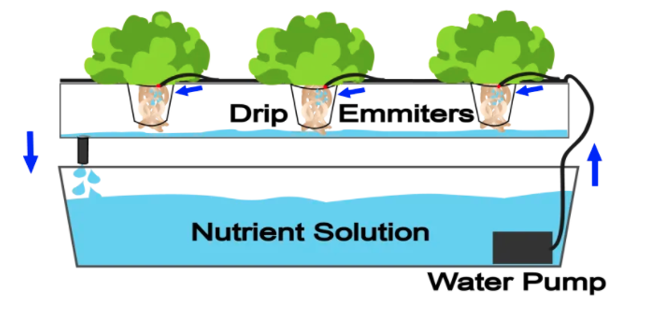 Drip Emmiters
Nutrient Solution
Water Pump